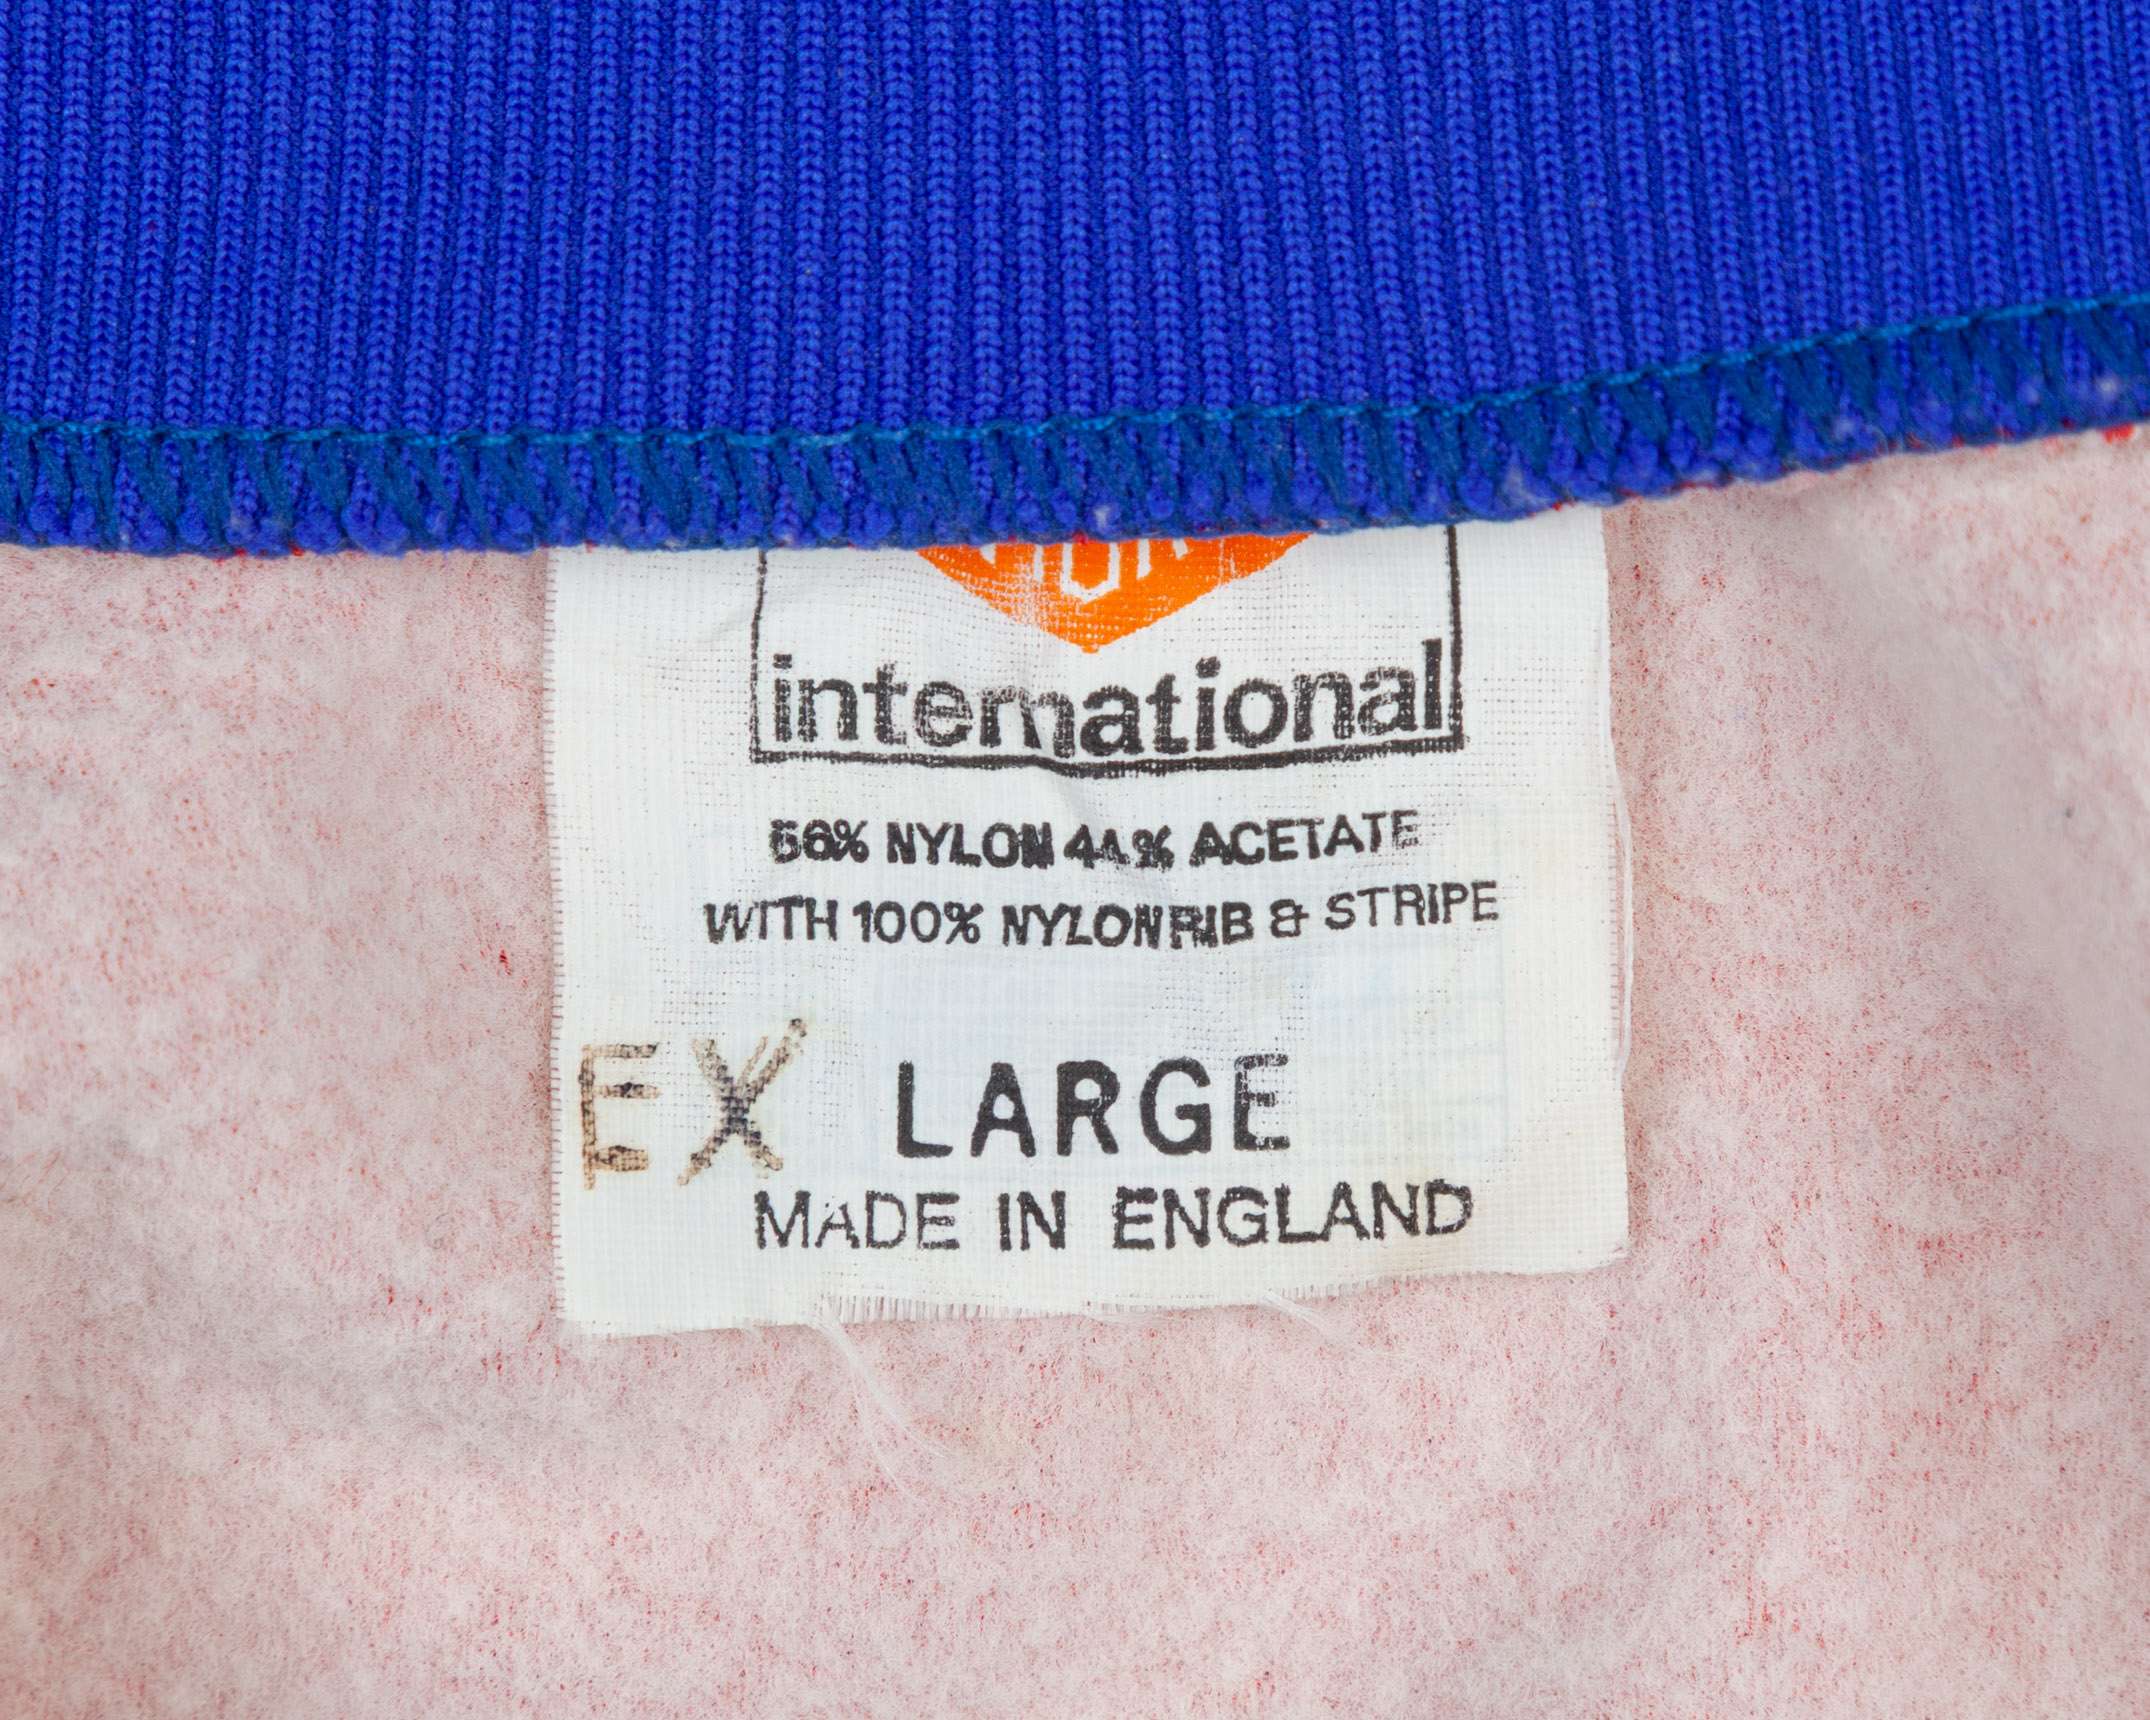 international
56% NYLON 44% ACETATE
WITH 100% NYLON RIB & STRIPE
EX LARGE
MADE IN ENGLAND